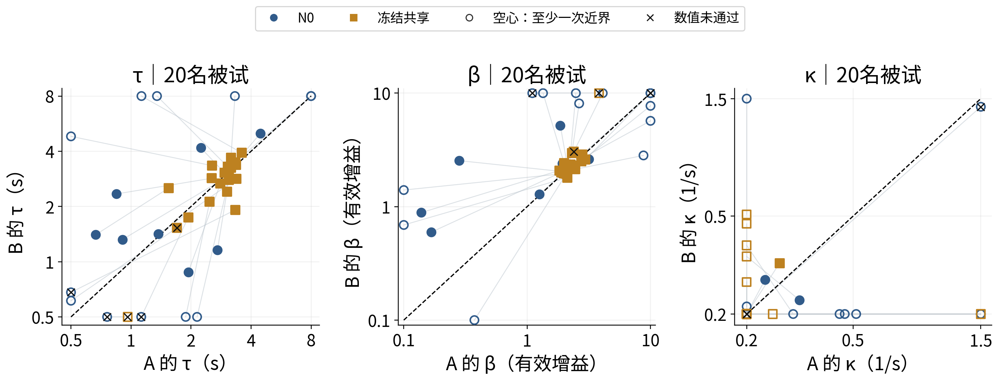 N0 冻结共享 空心：至少一次近界 数值未通过
τ｜20名被试
8
4
2
1
0.5
B 的 τ（s）
0.5 1 2 4 8
A 的 τ（s）
β｜20名被试
10
1
0.1
B 的 β（有效增益）
0.1 1 10
A 的 β（有效增益）
κ｜20名被试
1.5
0.5
0.2
B 的 κ（1/s）
0.2 0.5 1.5
A 的 κ（1/s）